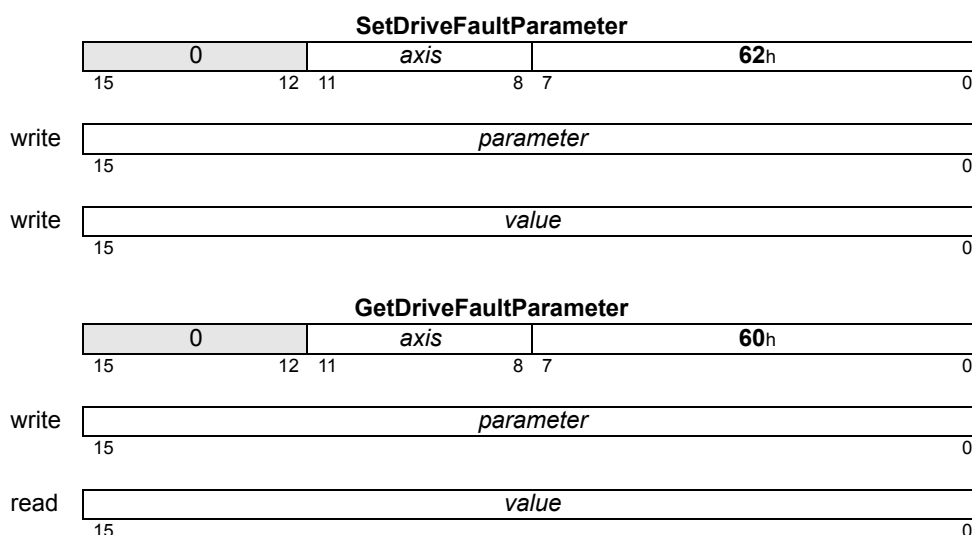 SetDriveFaultParameter
0 axis 62h
15 12 11 8 7 0
write parameter
15 0
write value
15 0
GetDriveFaultParameter
0 axis 60h
15 12 11 8 7 0
write parameter
15 0
read value
15 0